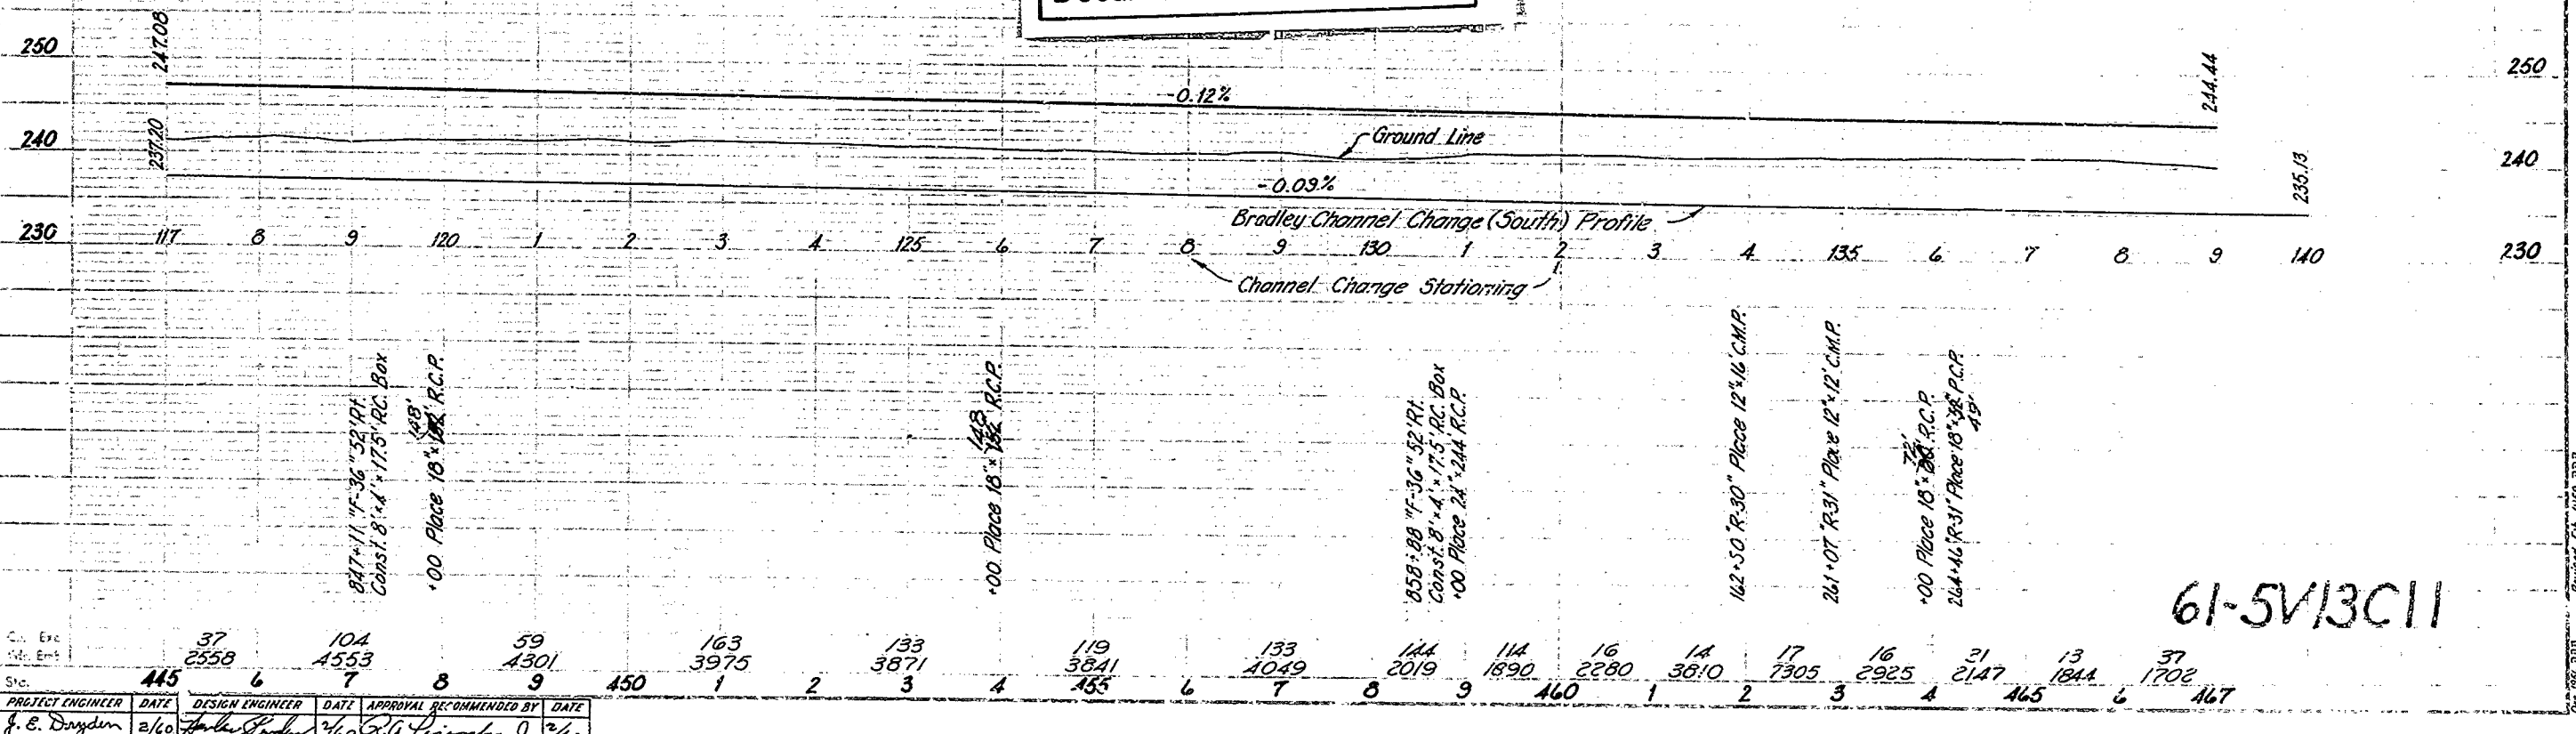 250 247.08 244.44 250
-0.12%
240 237.20 Ground Line 240
-0.09% 235.13
Bradley Channel Change (South) Profile
230 117 8 9 120 1 2 3 4 125 6 7 8 9 130 1 2 3 4 135 6 7 8 9 140 230
Channel Change Stationing
847+11 "F-36" 52' Rt.
Const. 8'x4'x17.5' R.C. Box
148'
+00 Place 18"x152' R.C.P.
148
+00 Place 18"x152' R.C.P.
858+88 "F-36" 52' Rt.
Const. 8'x4'x17.5' R.C. Box
+00 Place 24"x244' R.C.P.
162+50 "R-30" Place 12"x16' C.M.P.
261+07 "R-31" Place 12"x12' C.M.P.
72'
+00 Place 18" R.C.P.
264+46 "R-31" Place 18" R.C.P.
49'
61-5V13C11
37 104 59 163 133 119 133 144 114 16 14 17 16 21 13 37
2558 4553 4301 3975 3871 3841 4049 2019 1890 2280 3810 7305 2925 2147 1844 1702
Sta. 445 6 7 8 9 450 1 2 3 4 455 6 7 8 9 460 1 2 3 4 465 6 467
PROJECT ENGINEER DATE DESIGN ENGINEER DATE APPROVAL RECOMMENDED BY DATE
J. E. Dryden 2/60 2/60